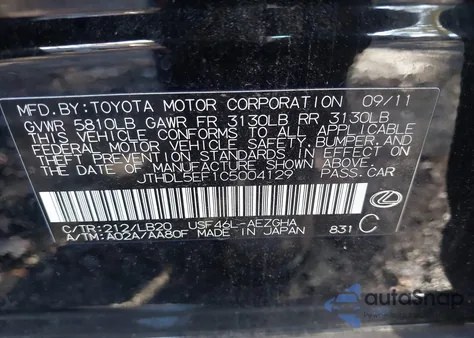 MFD.BY:TOYOTA MOTOR CORPORATION 09/11
GVWR 5810LB GAWR FR 3130LB RR 3130LB
THIS VEHICLE CONFORMS TO ALL APPLICABLE
FEDERAL MOTOR VEHICLE SAFETY, BUMPER, AND
THEFT PREVENTION STANDARDS IN EFFECT ON
THE DATE OF MANUFACTURE SHOWN ABOVE.
JTHDL5EF1C5004129 PASS.CAR
C/TR:212/LB20 USF46L-AEZGHA C
A/TM:A02A/AA80F MADE IN JAPAN 831
autoSnap